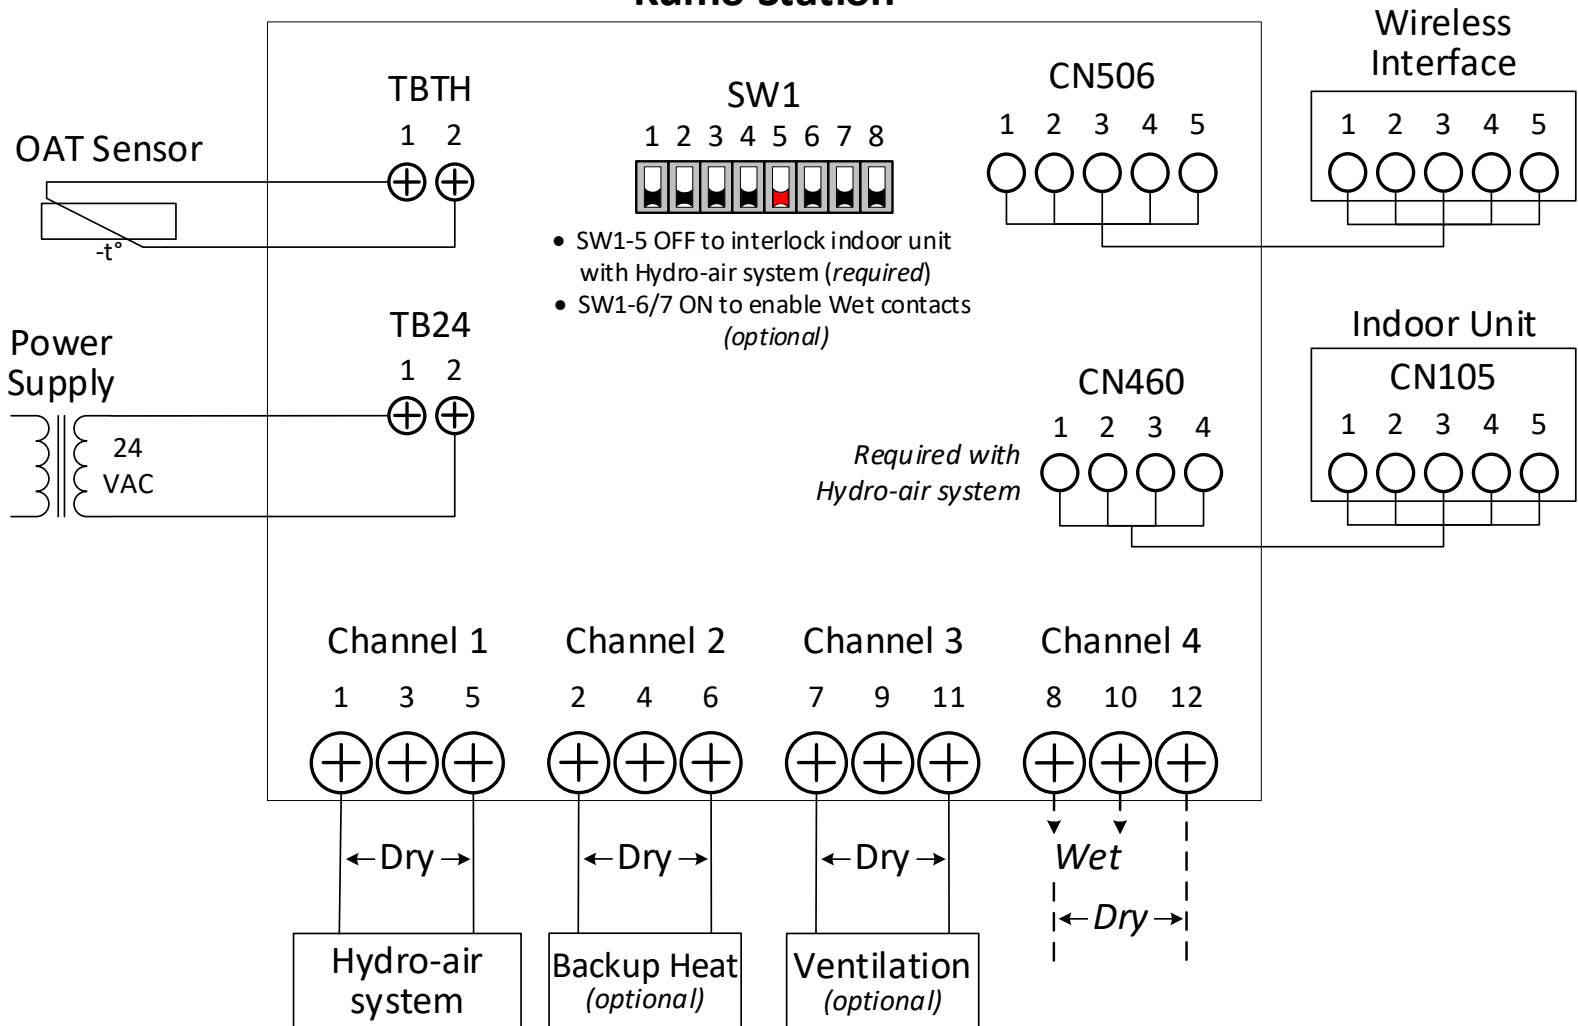 Kumo Station
Wireless
Interface
1 2 3 4 5
CN506
1 2 3 4 5
TBTH
1 2
SW1
1 2 3 4 5 6 7 8
OAT Sensor
-t°
• SW1-5 OFF to interlock indoor unit
with Hydro-air system (required)
• SW1-6/7 ON to enable Wet contacts
(optional)
TB24
1 2
Power
Supply
24
VAC
Indoor Unit
CN105
1 2 3 4 5
CN460
1 2 3 4
Required with
Hydro-air system
Channel 1 Channel 2 Channel 3 Channel 4
1 3 5 2 4 6 7 9 11 8 10 12
Dry Dry Dry Wet
Dry
Hydro-air
system
Backup Heat
(optional)
Ventilation
(optional)